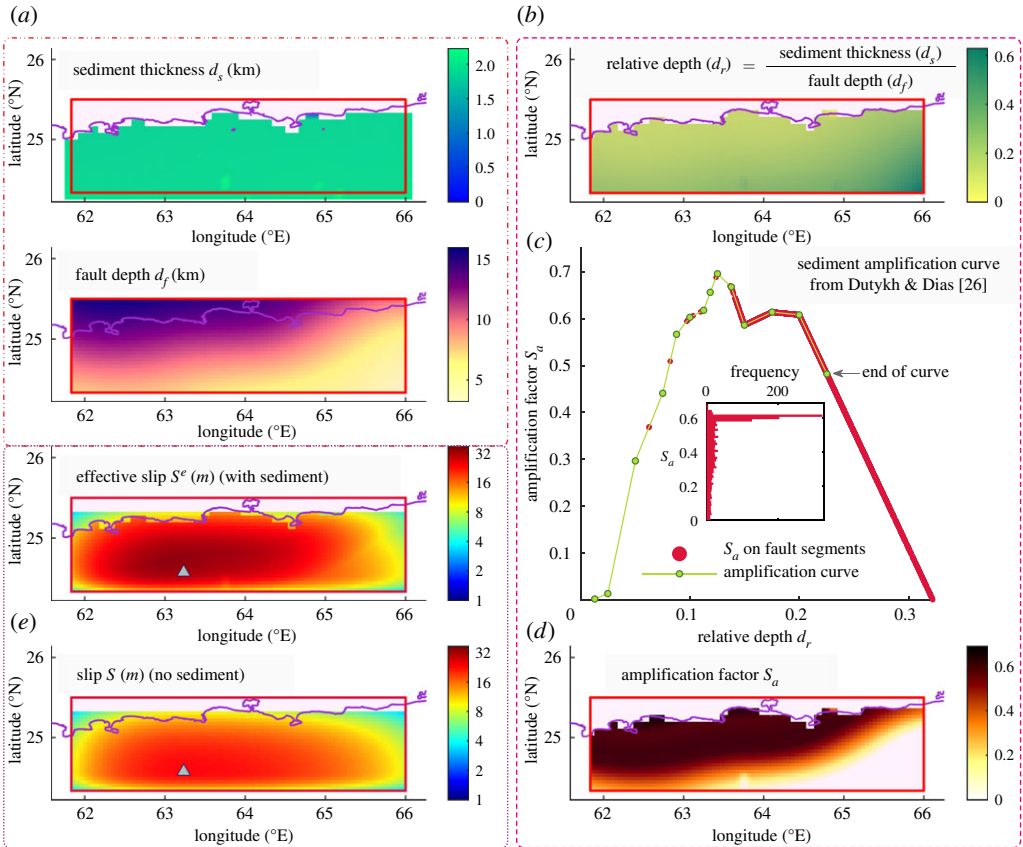 (a)
26
25
latitude (°N)
sediment thickness dₛ (km)
2.0
1.5
1.0
0.5
0
62 63 64 65 66
longitude (°E)
26
25
latitude (°N)
fault depth d_f (km)
15
10
5
62 63 64 65 66
longitude (°E)
26
25
latitude (°N)
effective slip Sᵉ (m) (with sediment)
32
16
8
4
2
1
62 63 64 65 66
longitude (°E)
(e)
26
25
latitude (°N)
slip S (m) (no sediment)
32
16
8
4
2
1
62 63 64 65 66
longitude (°E)
(b)
26
25
latitude (°N)
relative depth (d_r) = sediment thickness (dₛ)
fault depth (d_f)
0.6
0.4
0.2
0
62 63 64 65 66
longitude (°E)
(c)
sediment amplification curve
from Dutykh & Dias [26]
0.7
0.6
0.5
0.4
0.3
0.2
0.1
0
amplification factor Sₐ
end of curve
frequency
0 200
0.6
0.4
0.2
0
Sₐ
Sₐ on fault segments
amplification curve
0.1 0.2 0.3
relative depth d_r
(d)
26
25
latitude (°N)
amplification factor Sₐ
0.6
0.4
0.2
0
62 63 64 65 66
longitude (°E)